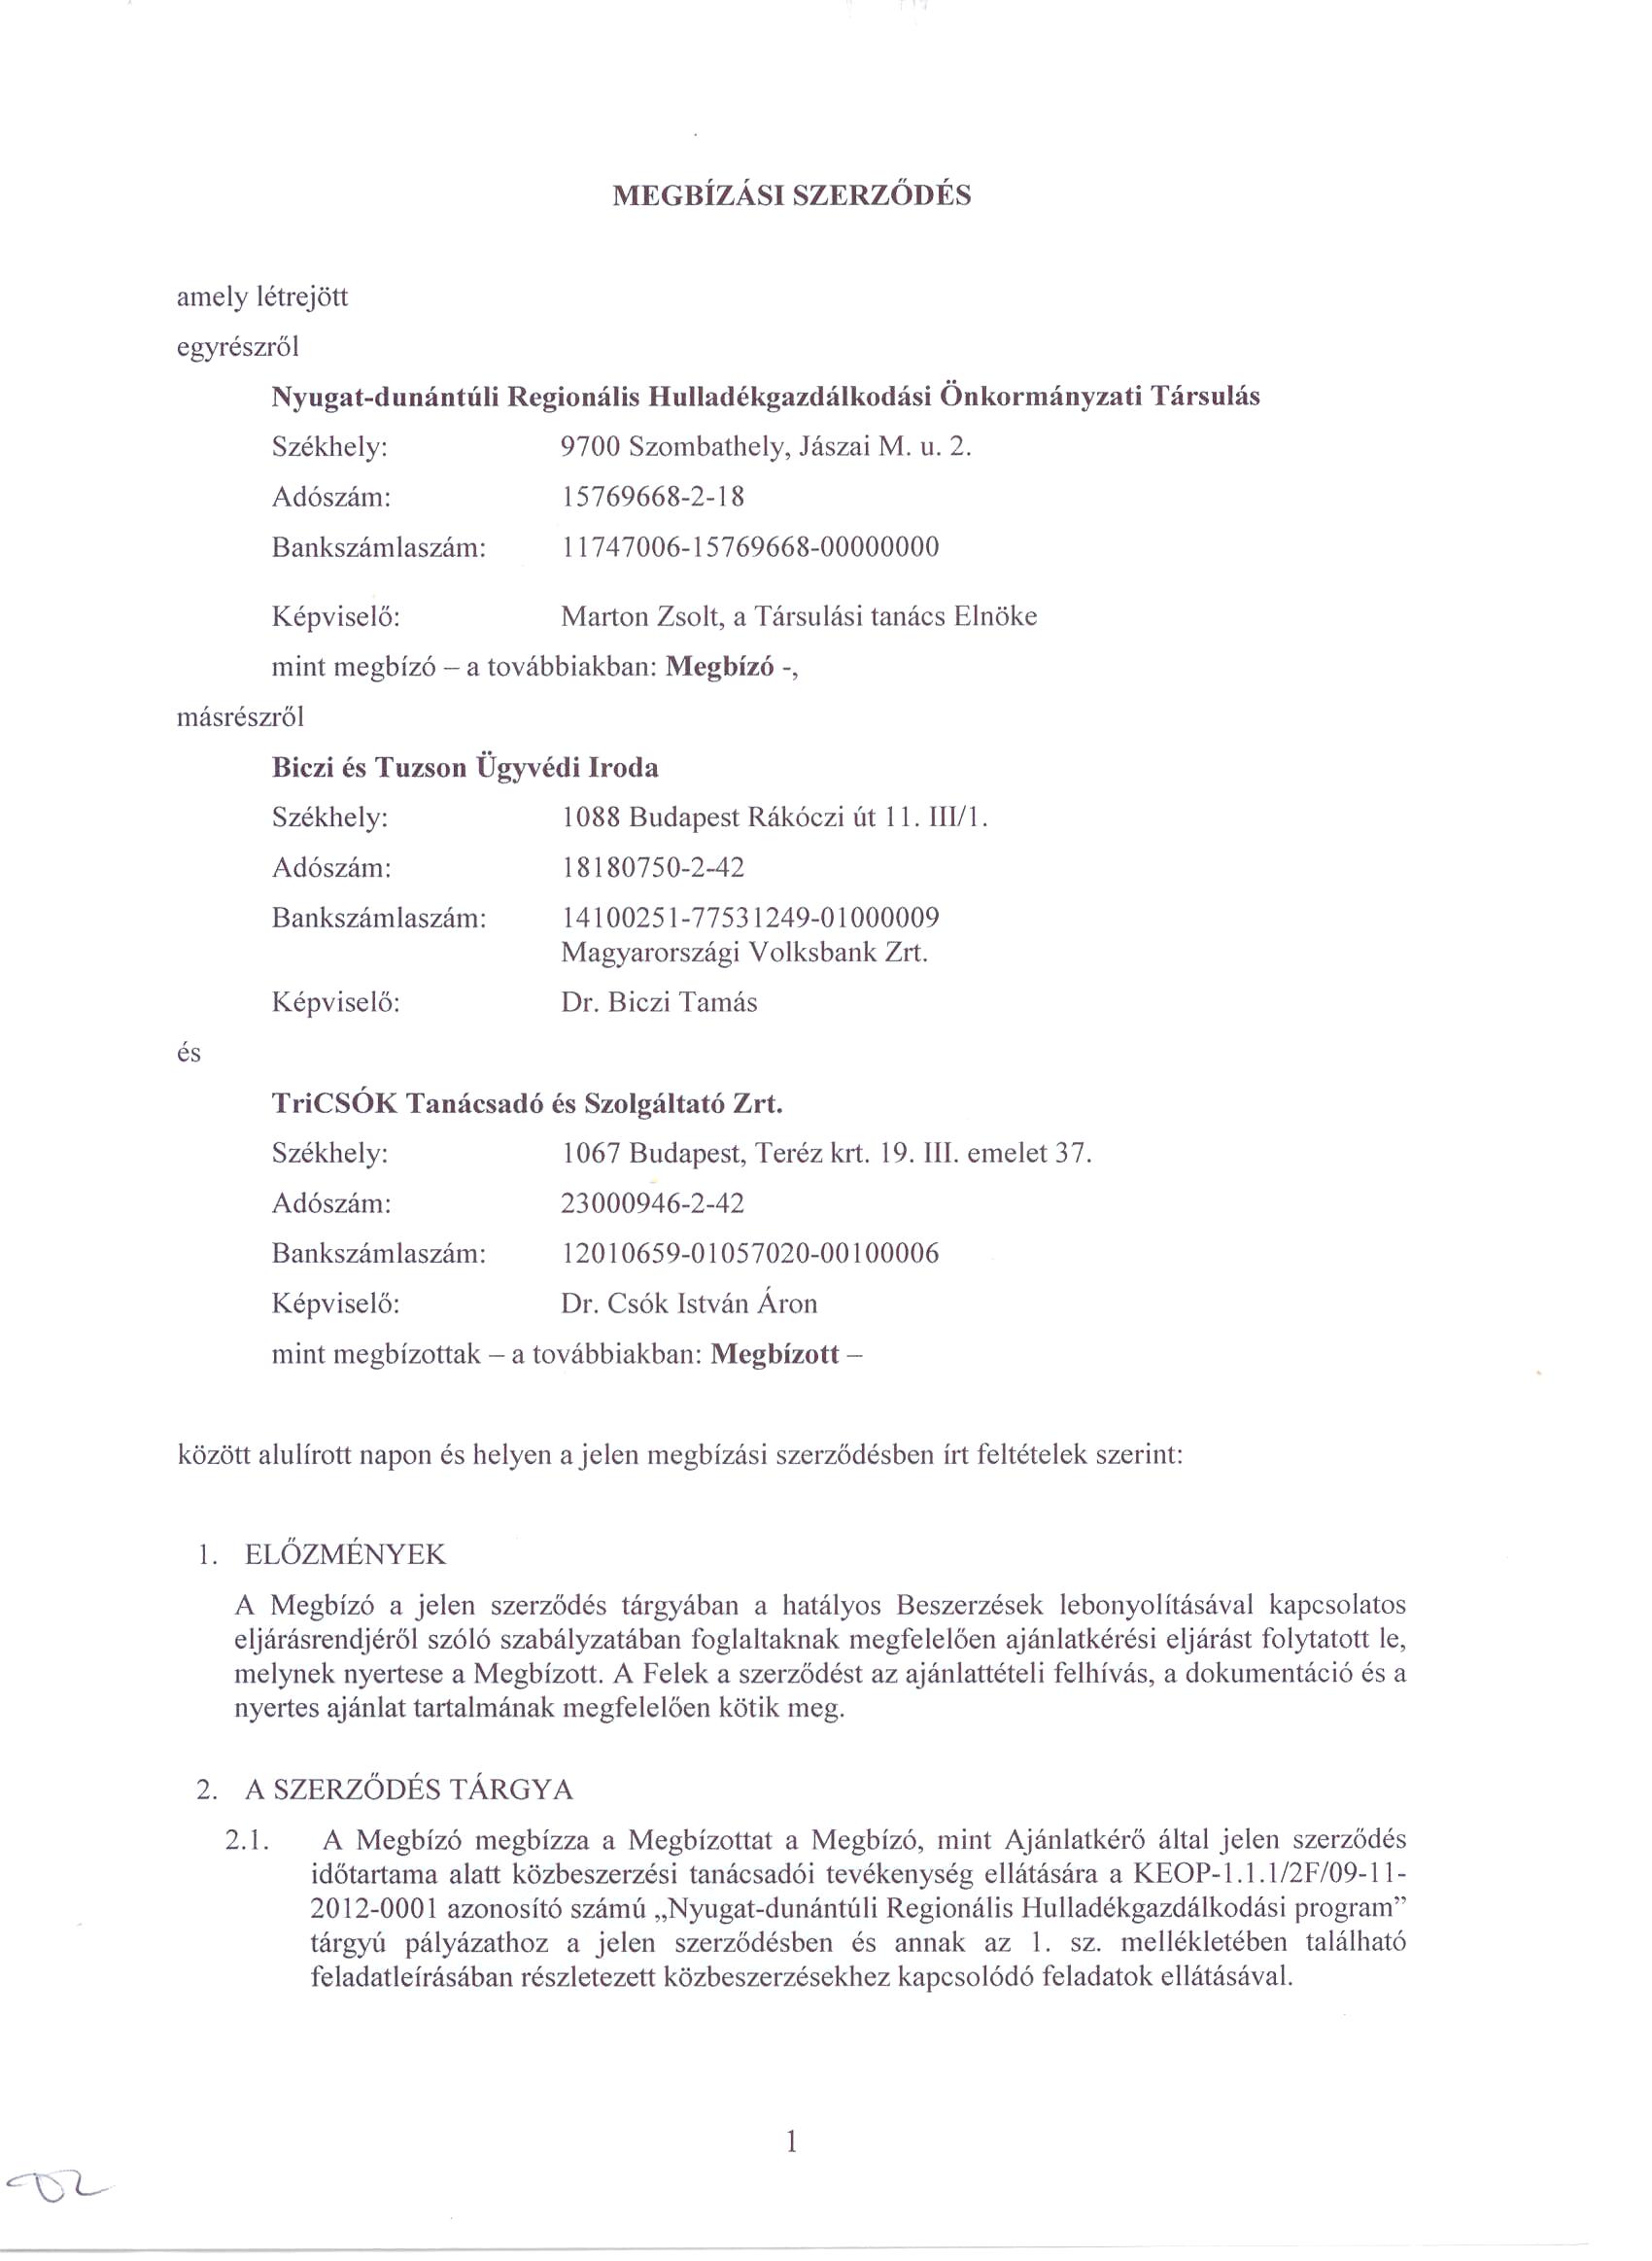 MEGBÍZÁSI SZERZŐDÉS
amely létrejött
egyrészről
Nyugat-dunántúli Regionális Hulladékgazdálkodási Önkormányzati Társulás
Székhely: 9700 Szombathely, Jászai M. u. 2.
Adószám: 15769668-2-18
Bankszámlaszám: 11747006-15769668-00000000
Képviselő: Marton Zsolt, a Társulási tanács Elnöke
mint megbízó – a továbbiakban: Megbízó -,
másrészről
Biczi és Tuzson Ügyvédi Iroda
Székhely: 1088 Budapest Rákóczi út 11. III/1.
Adószám: 18180750-2-42
Bankszámlaszám: 14100251-77531249-01000009
Magyarországi Volksbank Zrt.
Képviselő: Dr. Biczi Tamás
és
TriCSÓK Tanácsadó és Szolgáltató Zrt.
Székhely: 1067 Budapest, Teréz krt. 19. III. emelet 37.
Adószám: 23000946-2-42
Bankszámlaszám: 12010659-01057020-00100006
Képviselő: Dr. Csók István Áron
mint megbízottak – a továbbiakban: Megbízott –
között alulírott napon és helyen a jelen megbízási szerződésben írt feltételek szerint:
1. ELŐZMÉNYEK
A Megbízó a jelen szerződés tárgyában a hatályos Beszerzések lebonyolításával kapcsolatos
eljárásrendjéről szóló szabályzatában foglaltaknak megfelelően ajánlatkérési eljárást folytatott le,
melynek nyertese a Megbízott. A Felek a szerződést az ajánlattételi felhívás, a dokumentáció és a
nyertes ajánlat tartalmának megfelelően kötik meg.
2. A SZERZŐDÉS TÁRGYA
2.1. A Megbízó megbízza a Megbízottat a Megbízó, mint Ajánlatkérő által jelen szerződés
időtartama alatt közbeszerzési tanácsadói tevékenység ellátására a KEOP-1.1.1/2F/09-11-
2012-0001 azonosító számú „Nyugat-dunántúli Regionális Hulladékgazdálkodási program”
tárgyú pályázathoz a jelen szerződésben és annak az 1. sz. mellékletében található
feladatleírásában részletezett közbeszerzésekhez kapcsolódó feladatok ellátásával.
1